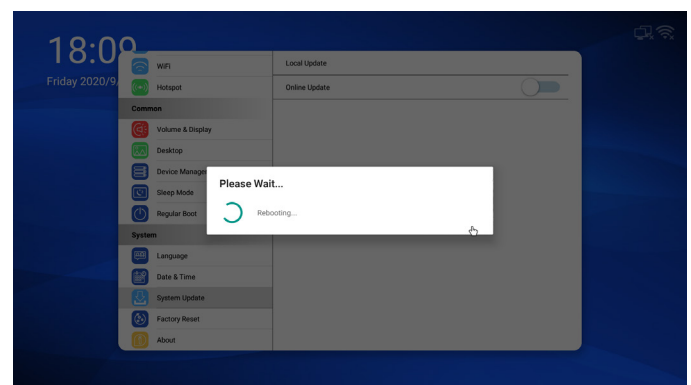 18:09
Friday 2020/9/
WiFi
Hotspot
Common
Volume & Display
Desktop
Device Manage
Sleep Mode
Regular Boot
System
Language
Date & Time
System Update
Factory Reset
About
Local Update
Online Update
Please Wait...
Rebooting...